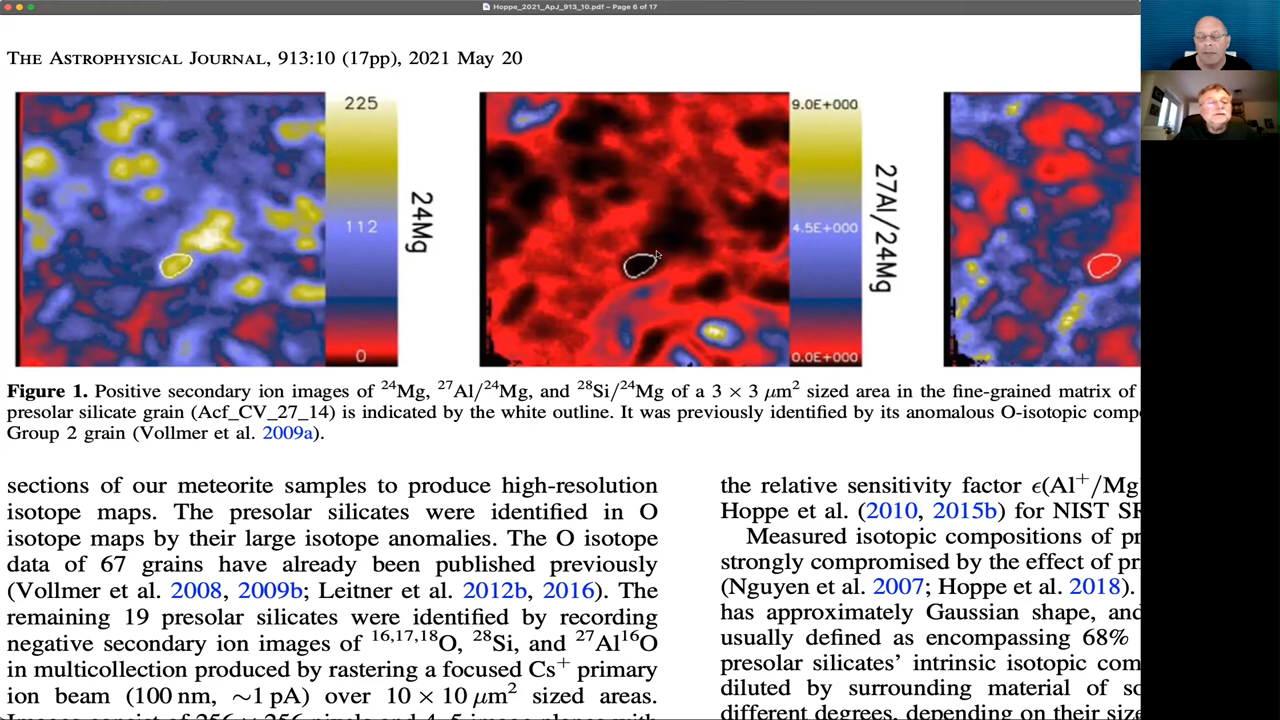 Hoppe_2021_ApJ_913_10.pdf – Page 6 of 17
THE ASTROPHYSICAL JOURNAL, 913:10 (17pp), 2021 May 20
225
112
0
24Mg
9.0E+000
4.5E+000
0.0E+000
27Al/24Mg
Figure 1. Positive secondary ion images of ²⁴Mg, ²⁷Al/²⁴Mg, and ²⁸Si/²⁴Mg of a 3 × 3 μm² sized area in the fine-grained matrix of
presolar silicate grain (Acf_CV_27_14) is indicated by the white outline. It was previously identified by its anomalous O-isotopic comp
Group 2 grain (Vollmer et al. 2009a).
sections of our meteorite samples to produce high-resolution
isotope maps. The presolar silicates were identified in O
isotope maps by their large isotope anomalies. The O isotope
data of 67 grains have already been published previously
(Vollmer et al. 2008, 2009b; Leitner et al. 2012b, 2016). The
remaining 19 presolar silicates were identified by recording
negative secondary ion images of ¹⁶,¹⁷,¹⁸O, ²⁸Si, and ²⁷Al¹⁶O
in multicollection produced by rastering a focused Cs⁺ primary
ion beam (100 nm, ~1 pA) over 10 × 10 μm² sized areas.
the relative sensitivity factor ϵ(Al⁺/Mg
Hoppe et al. (2010, 2015b) for NIST SR
Measured isotopic compositions of pr
strongly compromised by the effect of pr
(Nguyen et al. 2007; Hoppe et al. 2018).
has approximately Gaussian shape, and
usually defined as encompassing 68%
presolar silicates' intrinsic isotopic com
diluted by surrounding material of so
different degrees, depending on their size